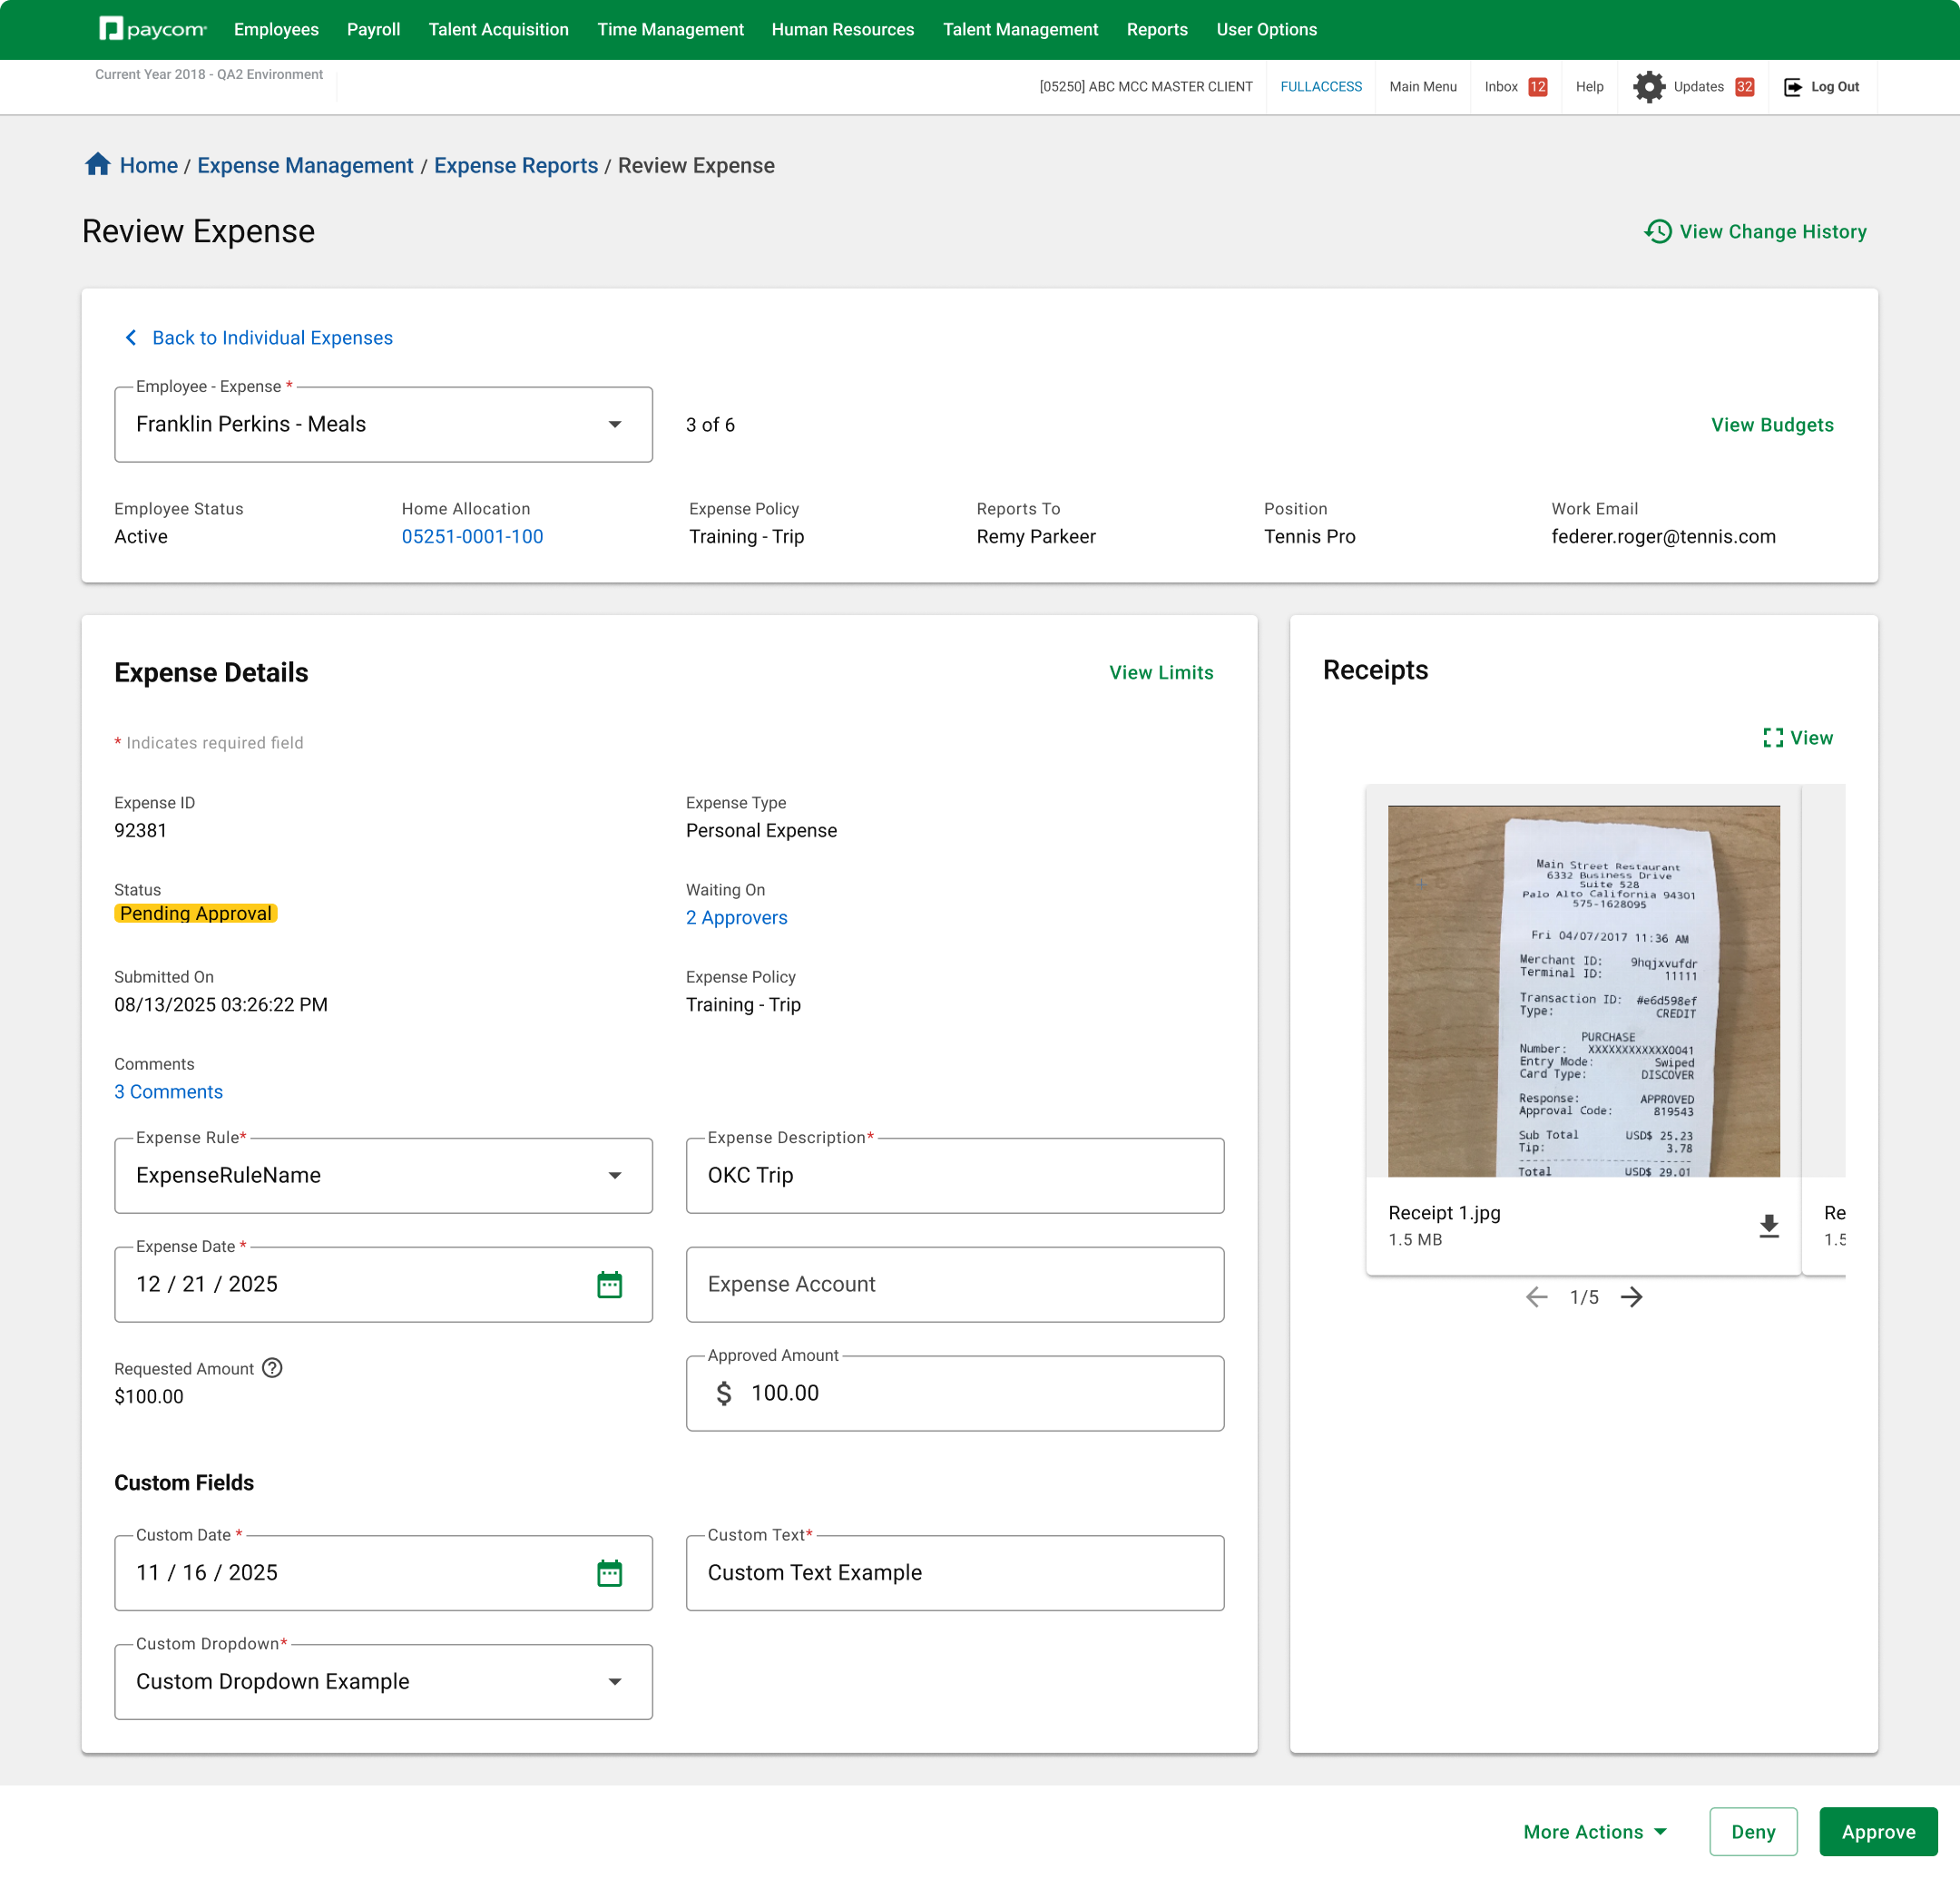 paycom Employees Payroll Talent Acquisition Time Management Human Resources Talent Management Reports User Options
Current Year 2018 - QA2 Environment
[05250] ABC MCC MASTER CLIENT FULLACCESS Main Menu Inbox 12 Help Updates 32 Log Out
Home / Expense Management / Expense Reports / Review Expense
Review Expense
View Change History
Back to Individual Expenses
Employee - Expense *
Franklin Perkins - Meals
3 of 6
View Budgets
Employee Status Home Allocation Expense Policy Reports To Position Work Email
Active 05251-0001-100 Training - Trip Remy Parkeer Tennis Pro federer.roger@tennis.com
Expense Details
View Limits
* Indicates required field
Expense ID Expense Type
92381 Personal Expense
Status Waiting On
Pending Approval 2 Approvers
Submitted On Expense Policy
08/13/2025 03:26:22 PM Training - Trip
Comments
3 Comments
Expense Rule* Expense Description*
ExpenseRuleName OKC Trip
Expense Date *
12 / 21 / 2025 Expense Account
Requested Amount Approved Amount
$100.00 $ 100.00
Custom Fields
Custom Date * Custom Text*
11 / 16 / 2025 Custom Text Example
Custom Dropdown*
Custom Dropdown Example
Receipts
View
Main Street Restaurant
6332 Business Drive
Suite 528
Palo Alto California 94301
575-1628095
Fri 04/07/2017 11:36 AM
Merchant ID: 9hqjxvufdr
Terminal ID: 11111
Transaction ID: #e6d598ef
Type: CREDIT
PURCHASE
Number: XXXXXXXXXXXX0041
Entry Mode: Swiped
Card Type: DISCOVER
Response: APPROVED
Approval Code: 819543
Sub Total USD$ 25.23
Tip: 3.78
Total USD$ 29.01
Receipt 1.jpg Re
1.5 MB 1.5
1/5
More Actions Deny Approve